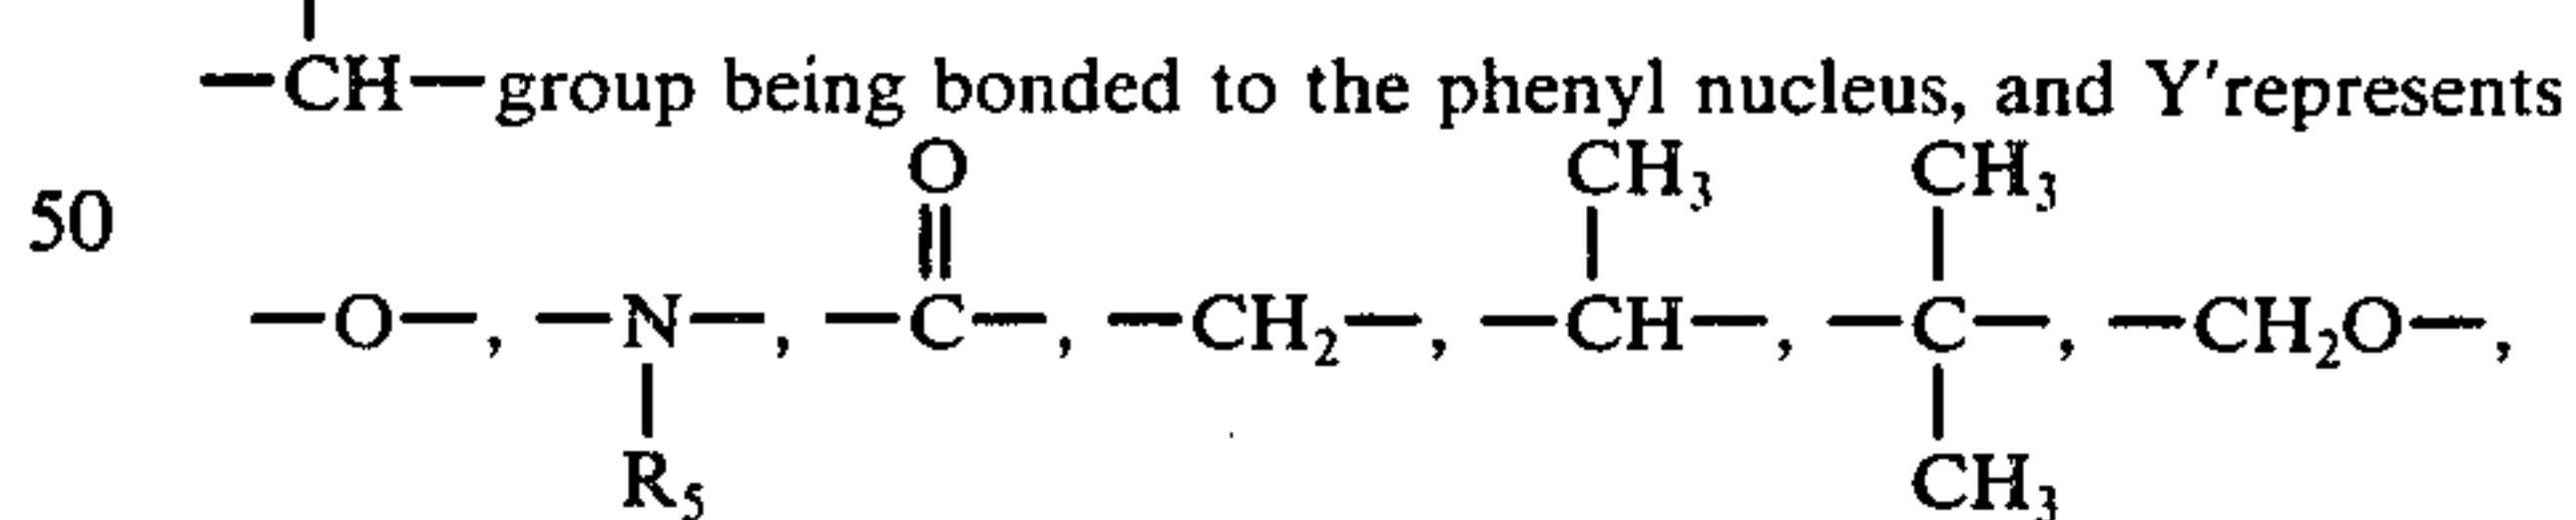 —CH—group being bonded to the phenyl nucleus, and Y'represents
O CH₃ CH₃
50
—O—, —N—, —C—, —CH₂—, —CH—, —C—, —CH₂O—,
R₅ CH₃